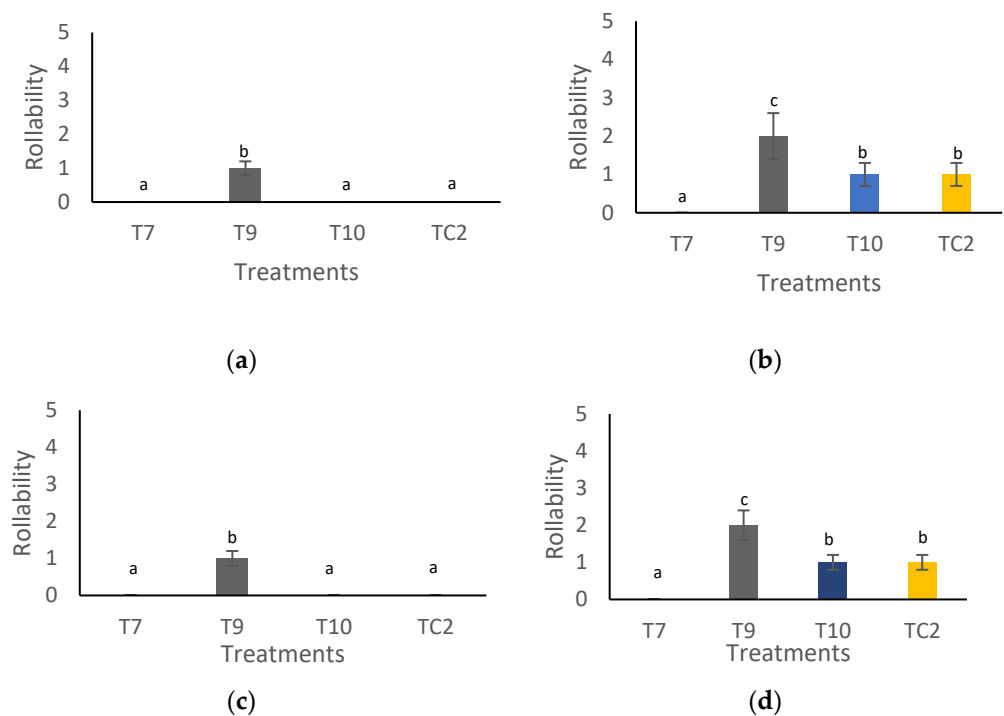 5
4
3
2
1
0
Rollability
a
b
a
a
T7 T9 T10 TC2
Treatments
(a)
5
4
3
2
1
0
Rollability
a
c
b
b
T7 T9 T10 TC2
Treatments
(b)
5
4
3
2
1
0
Rollability
a
b
a
a
T7 T9 T10 TC2
Treatments
(c)
5
4
3
2
1
0
Rollability
a
c
b
b
T7 T9 T10 TC2
Treatments
(d)